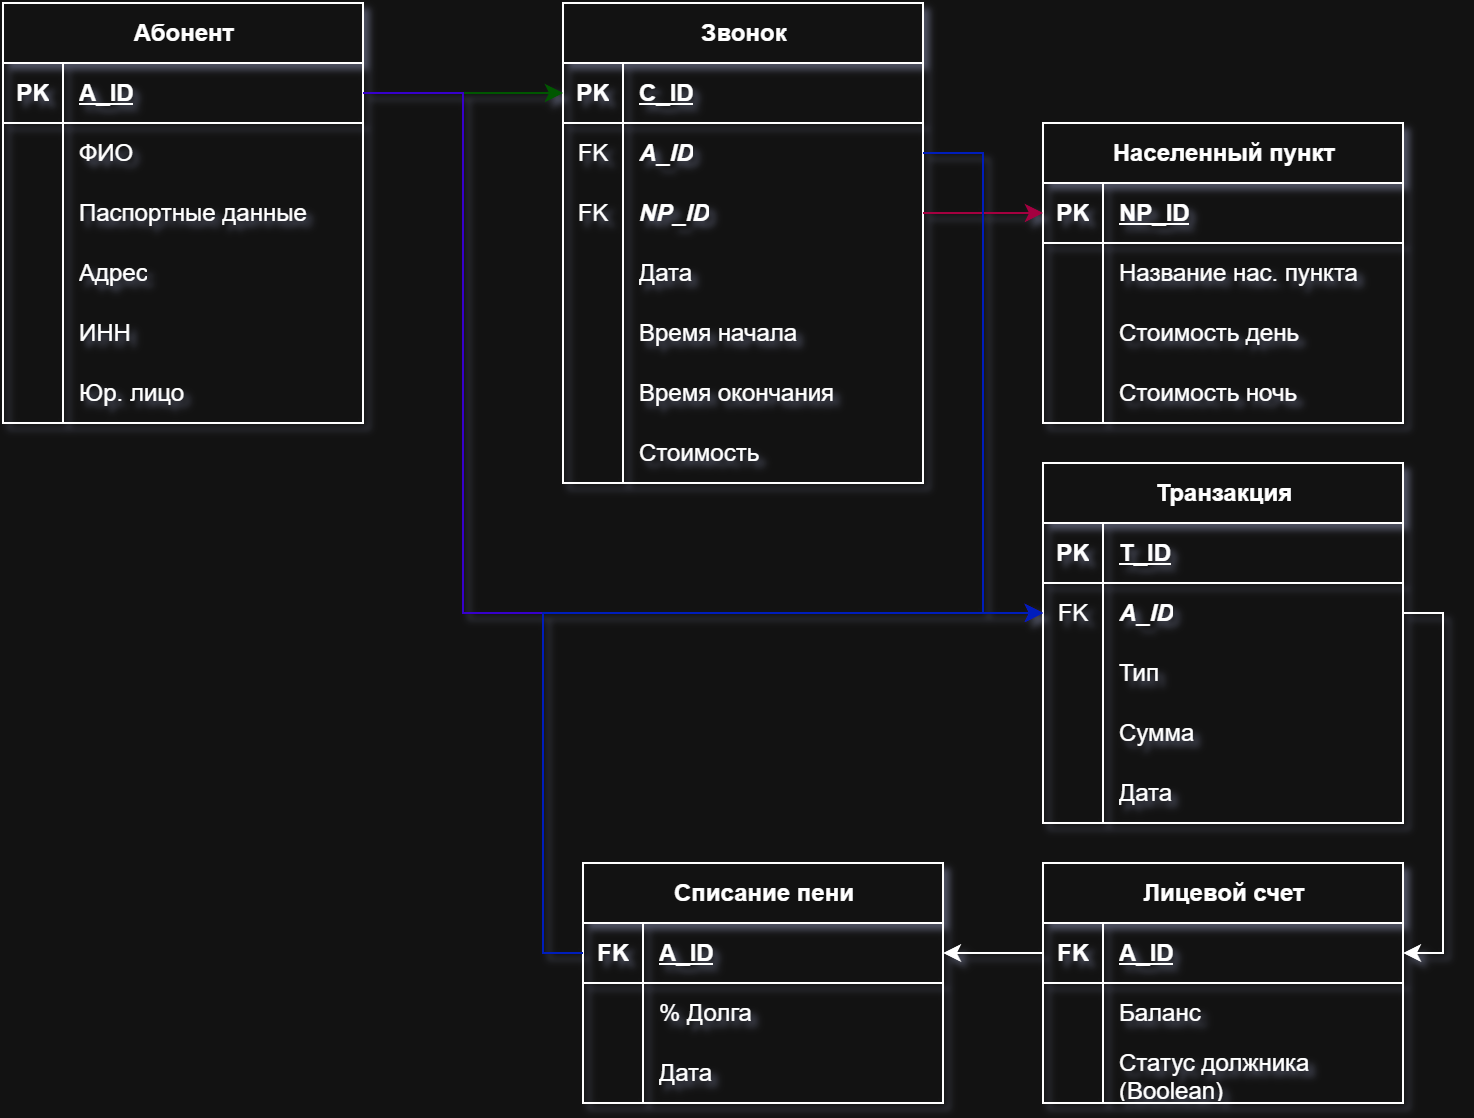 Абонент
PK A_ID
ФИО
Паспортные данные
Адрес
ИНН
Юр. лицо
Звонок
PK C_ID
FK A_ID
FK NP_ID
Дата
Время начала
Время окончания
Стоимость
Населенный пункт
PK NP_ID
Название нас. пункта
Стоимость день
Стоимость ночь
Транзакция
PK T_ID
FK A_ID
Тип
Сумма
Дата
Списание пени
FK A_ID
% Долга
Дата
Лицевой счет
FK A_ID
Баланс
Статус должника
(Boolean)